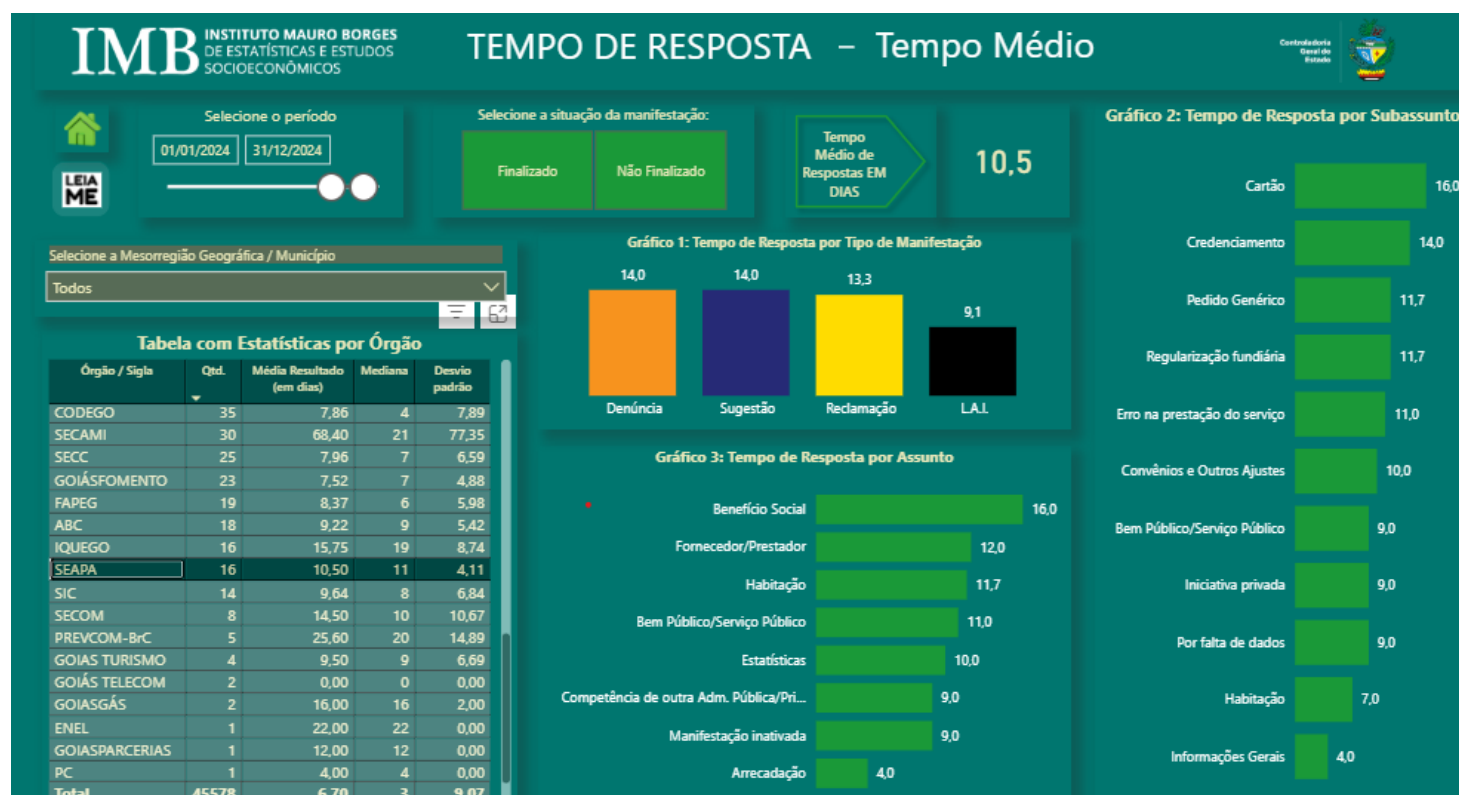 IMB
INSTITUTO MAURO BORGES
DE ESTATÍSTICAS E ESTUDOS
SOCIOECONÔMICOS
TEMPO DE RESPOSTA – Tempo Médio
Controladoria
Geral do
Estado
LEIA
ME
Selecione o período
01/01/2024 31/12/2024
Selecione a situação da manifestação:
Finalizado Não Finalizado
Tempo
Médio de
Respostas EM
DIAS
10,5
Selecione a Mesorregião Geográfica / Município
Todos
Tabela com Estatísticas por Órgão
Órgão / Sigla Qtd. Média Resultado (em dias) Mediana Desvio padrão
CODEGO 35 7,86 4 7,89
SECAMI 30 68,40 21 77,35
SECC 25 7,96 7 6,59
GOIÁSFOMENTO 23 7,52 7 4,88
FAPEG 19 8,37 6 5,98
ABC 18 9,22 9 5,42
IQUEGO 16 15,75 19 8,74
SEAPA 16 10,50 11 4,11
SIC 14 9,64 8 6,84
SECOM 8 14,50 10 10,67
PREVCOM-BrC 5 25,60 20 14,89
GOIAS TURISMO 4 9,50 9 6,69
GOIÁS TELECOM 2 0,00 0 0,00
GOIASGÁS 2 16,00 16 2,00
ENEL 1 22,00 22 0,00
GOIASPARCERIAS 1 12,00 12 0,00
PC 1 4,00 4 0,00
Total 45578 6,70 3 9,07
Gráfico 1: Tempo de Resposta por Tipo de Manifestação
14,0 14,0 13,3 9,1
Denúncia Sugestão Reclamação L.A.I.
Gráfico 3: Tempo de Resposta por Assunto
Benefício Social 16,0
Fornecedor/Prestador 12,0
Habitação 11,7
Bem Público/Serviço Público 11,0
Estatísticas 10,0
Competência de outra Adm. Pública/Pri... 9,0
Manifestação inativada 9,0
Arrecadação 4,0
Gráfico 2: Tempo de Resposta por Subassunto
Cartão 16,0
Credenciamento 14,0
Pedido Genérico 11,7
Regularização fundiária 11,7
Erro na prestação do serviço 11,0
Convênios e Outros Ajustes 10,0
Bem Público/Serviço Público 9,0
Iniciativa privada 9,0
Por falta de dados 9,0
Habitação 7,0
Informações Gerais 4,0